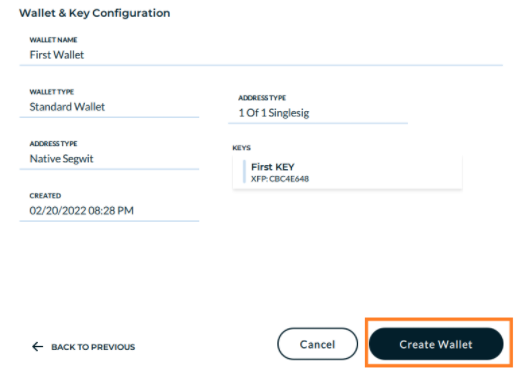 Wallet & Key Configuration
WALLET NAME
First Wallet
WALLET TYPE
Standard Wallet
ADDRESS TYPE
1 Of 1 Singlesig
ADDRESS TYPE
Native Segwit
KEYS
First KEY
XFP: CBC4E648
CREATED
02/20/2022 08:28 PM
← BACK TO PREVIOUS
Cancel
Create Wallet